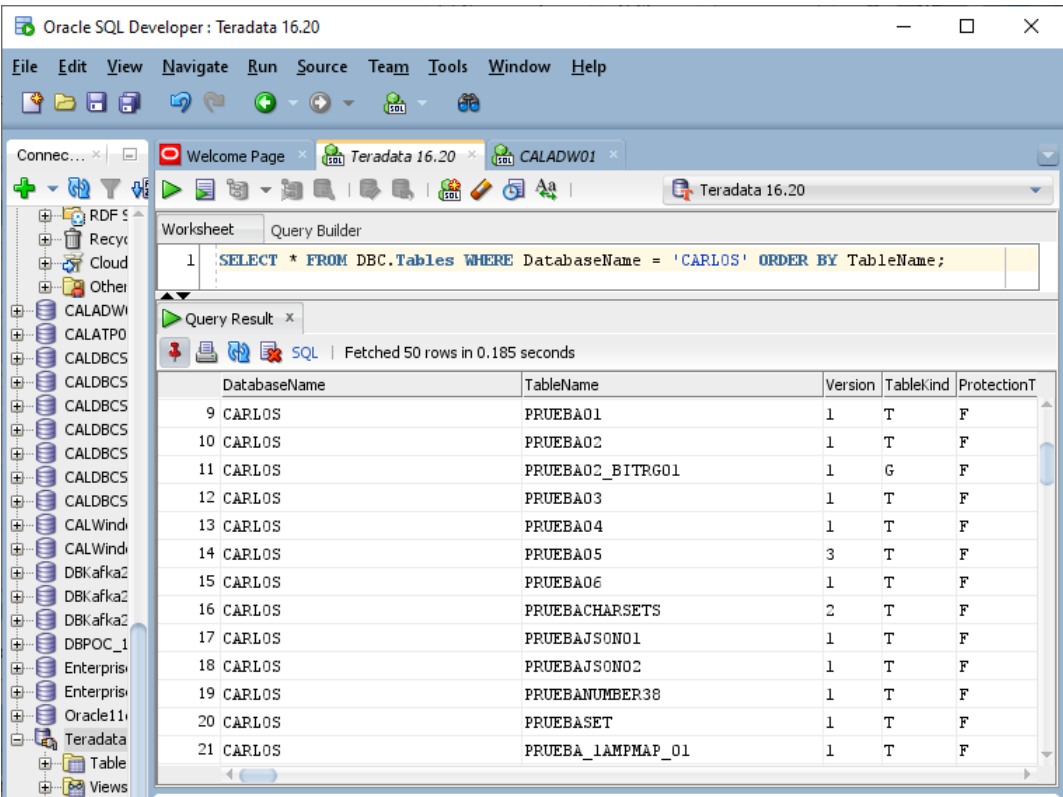 Oracle SQL Developer : Teradata 16.20
File Edit View Navigate Run Source Team Tools Window Help
Connec...
Welcome Page
Teradata 16.20
CALADW01
Teradata 16.20
RDF S
Recyc
Cloud
Other
CALADW
CALATP0
CALDBCS
CALDBCS
CALDBCS
CALDBCS
CALDBCS
CALDBCS
CALDBCS
CALWind
CALWind
DBKafka2
DBKafka2
DBKafka2
DBPOC_1
Enterpris
Enterpris
Oracle11
Teradata
Table
Views
Worksheet Query Builder
1 SELECT * FROM DBC.Tables WHERE DatabaseName = 'CARLOS' ORDER BY TableName;
Query Result
SQL | Fetched 50 rows in 0.185 seconds
DatabaseName TableName Version TableKind ProtectionT
9 CARLOS PRUEBA01 1 T F
10 CARLOS PRUEBA02 1 T F
11 CARLOS PRUEBA02_BITRG01 1 G F
12 CARLOS PRUEBA03 1 T F
13 CARLOS PRUEBA04 1 T F
14 CARLOS PRUEBA05 3 T F
15 CARLOS PRUEBA06 1 T F
16 CARLOS PRUEBACHARSETS 2 T F
17 CARLOS PRUEBAJSON01 1 T F
18 CARLOS PRUEBAJSON02 1 T F
19 CARLOS PRUEBANUMBER38 1 T F
20 CARLOS PRUEBASET 1 T F
21 CARLOS PRUEBA_1AMPMAP_01 1 T F